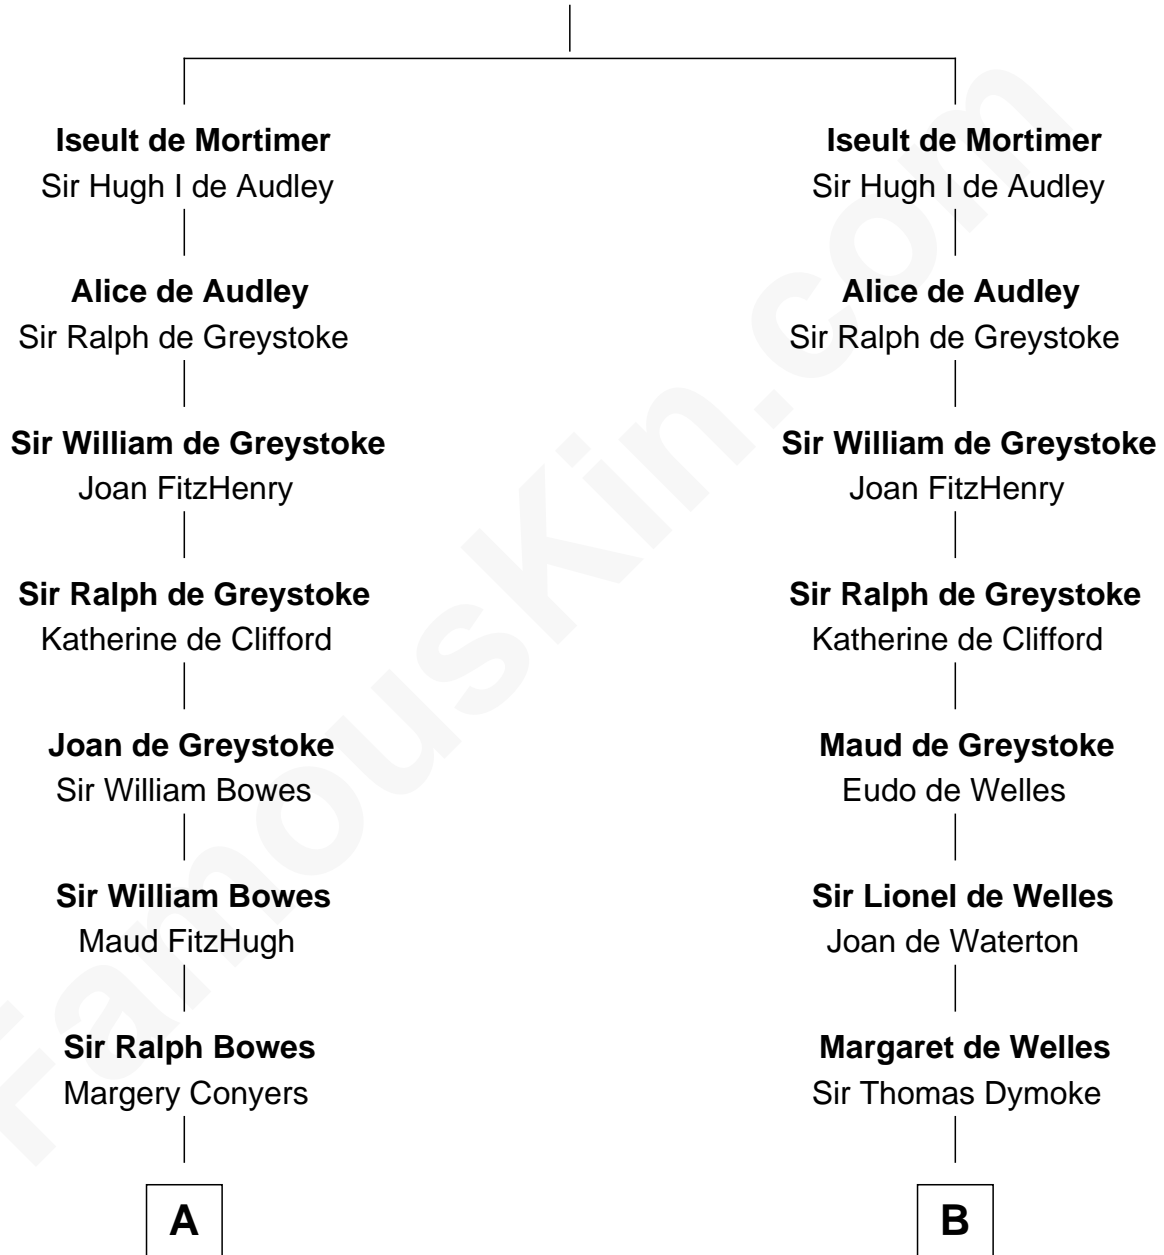 Iseult de Mortimer
Sir Hugh I de Audley
Alice de Audley
Sir Ralph de Greystoke
Sir William de Greystoke
Joan FitzHenry
Sir Ralph de Greystoke
Katherine de Clifford
Joan de Greystoke
Sir William Bowes
Sir William Bowes
Maud FitzHugh
Sir Ralph Bowes
Margery Conyers
A
Iseult de Mortimer
Sir Hugh I de Audley
Alice de Audley
Sir Ralph de Greystoke
Sir William de Greystoke
Joan FitzHenry
Sir Ralph de Greystoke
Katherine de Clifford
Maud de Greystoke
Eudo de Welles
Sir Lionel de Welles
Joan de Waterton
Margaret de Welles
Sir Thomas Dymoke
B
FamousKin.com